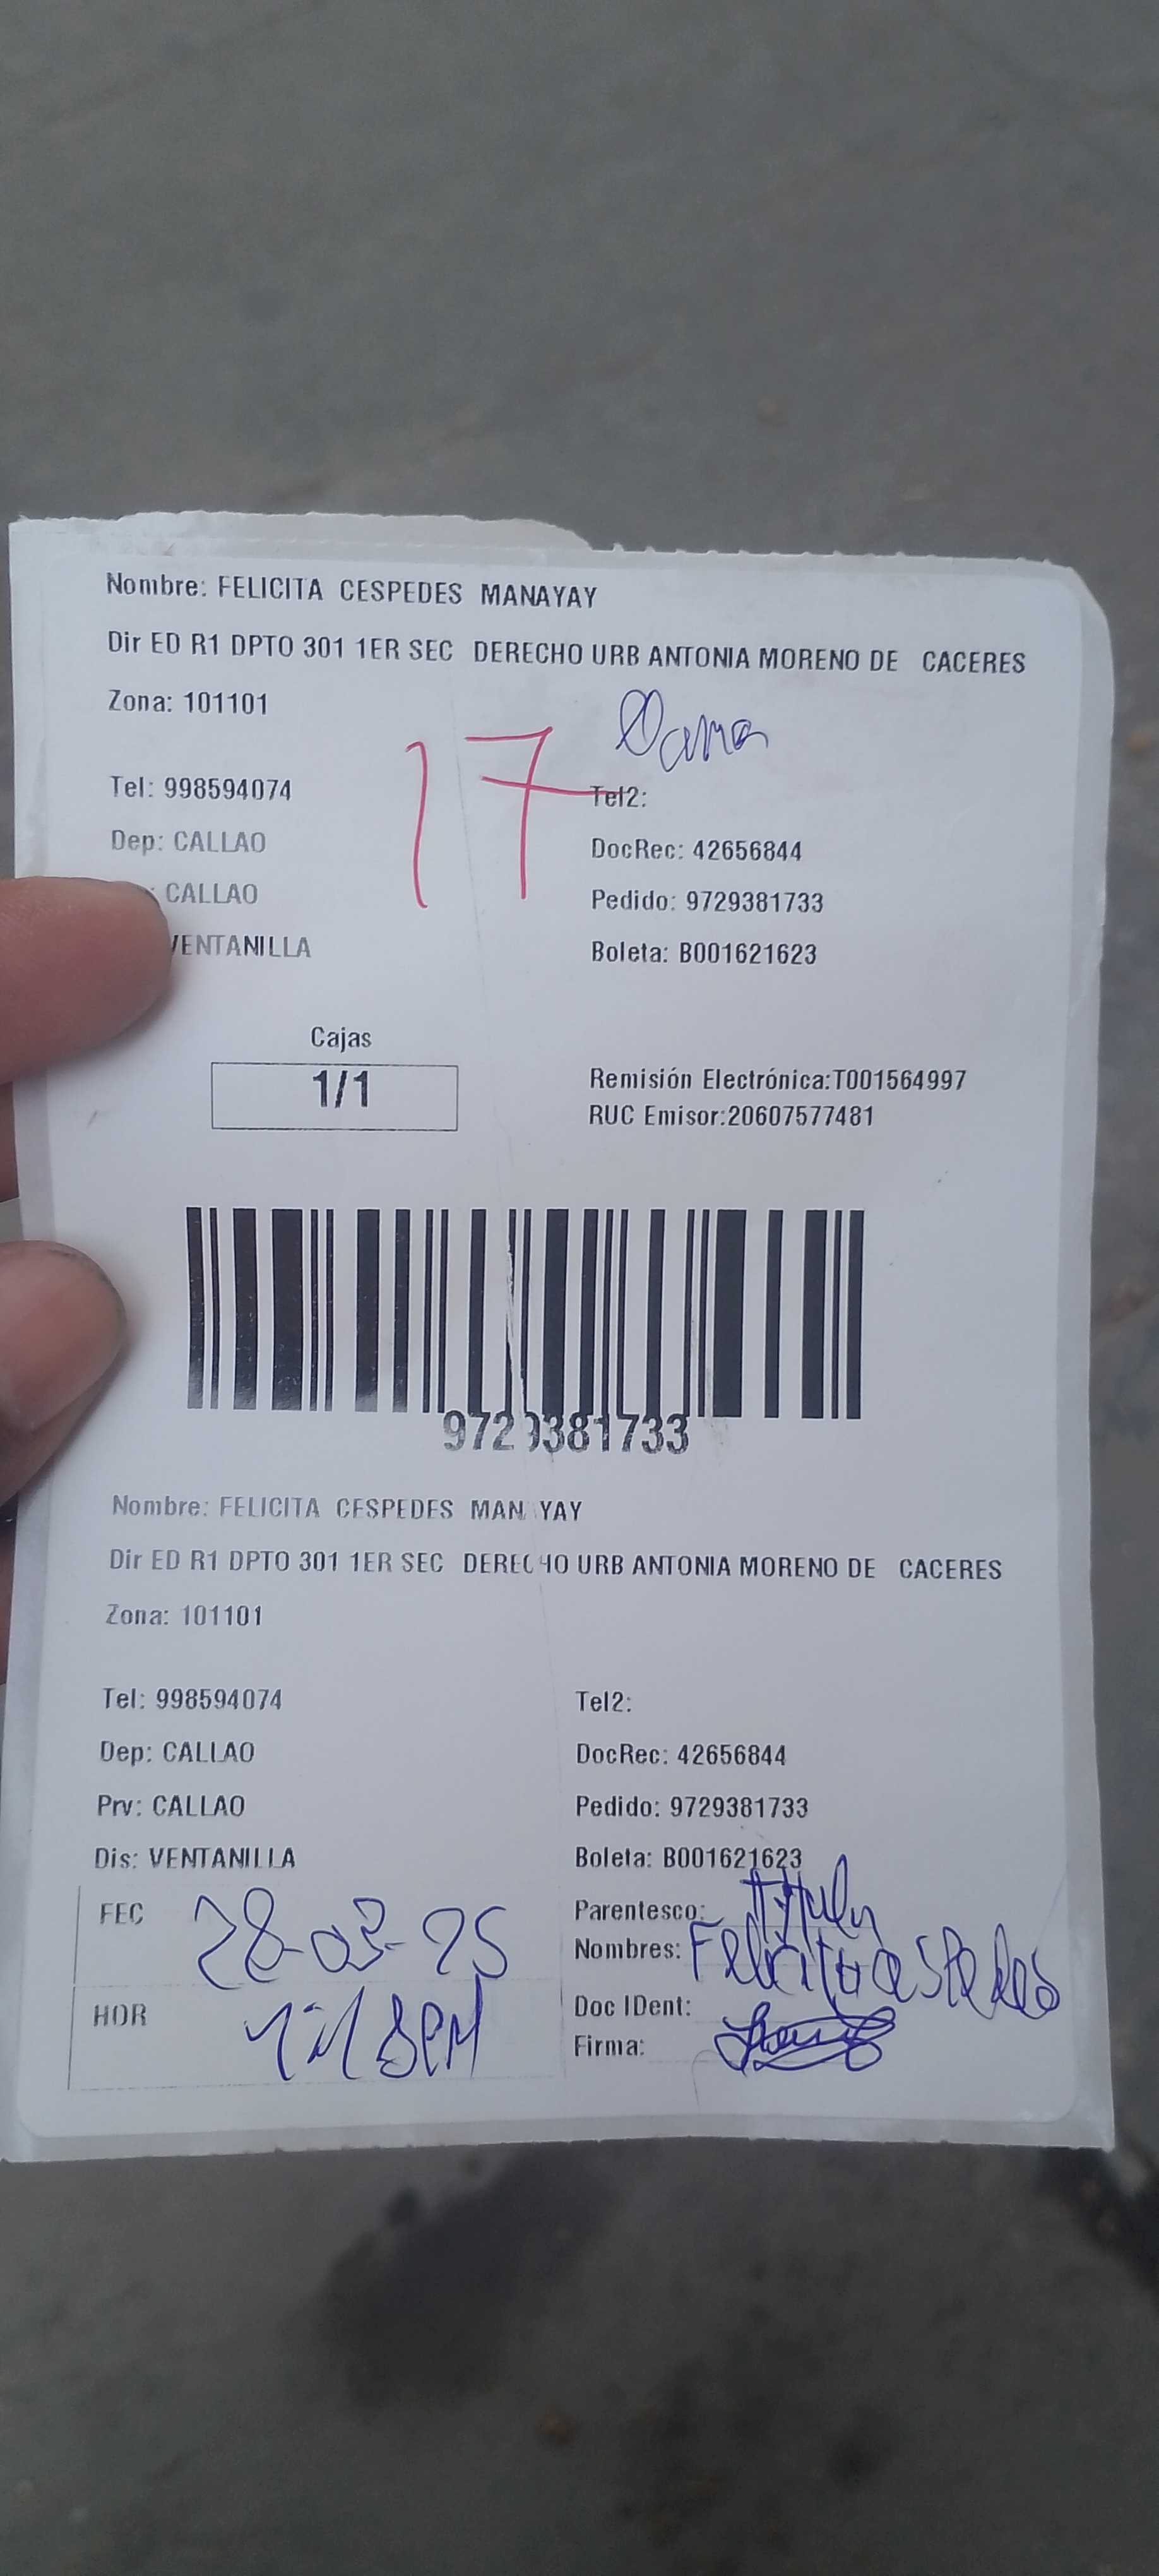 Nombre: FELICITA CESPEDES MANAYAY
Dir ED R1 DPTO 301 1ER SEC DERECHO URB ANTONIA MORENO DE CACERES
Zona: 101101
17
Tel: 998594074 Tel2:
Dep: CALLAO DocRec: 42656844
: CALLAO Pedido: 9729381733
VENTANILLA Boleta: B001621623
Cajas
1/1
Remisión Electrónica:T001564997
RUC Emisor:20607577481
9729381733
Nombre: FELICITA CESPEDES MANAYAY
Dir ED R1 DPTO 301 1ER SEC DERECHO URB ANTONIA MORENO DE CACERES
Zona: 101101
Tel: 998594074 Tel2:
Dep: CALLAO DocRec: 42656844
Prv: CALLAO Pedido: 9729381733
Dis: VENTANILLA Boleta: B001621623
FEC 28-03-25 Parentesco:
Nombres: Felicita
HOR Doc IDent:
Firma: